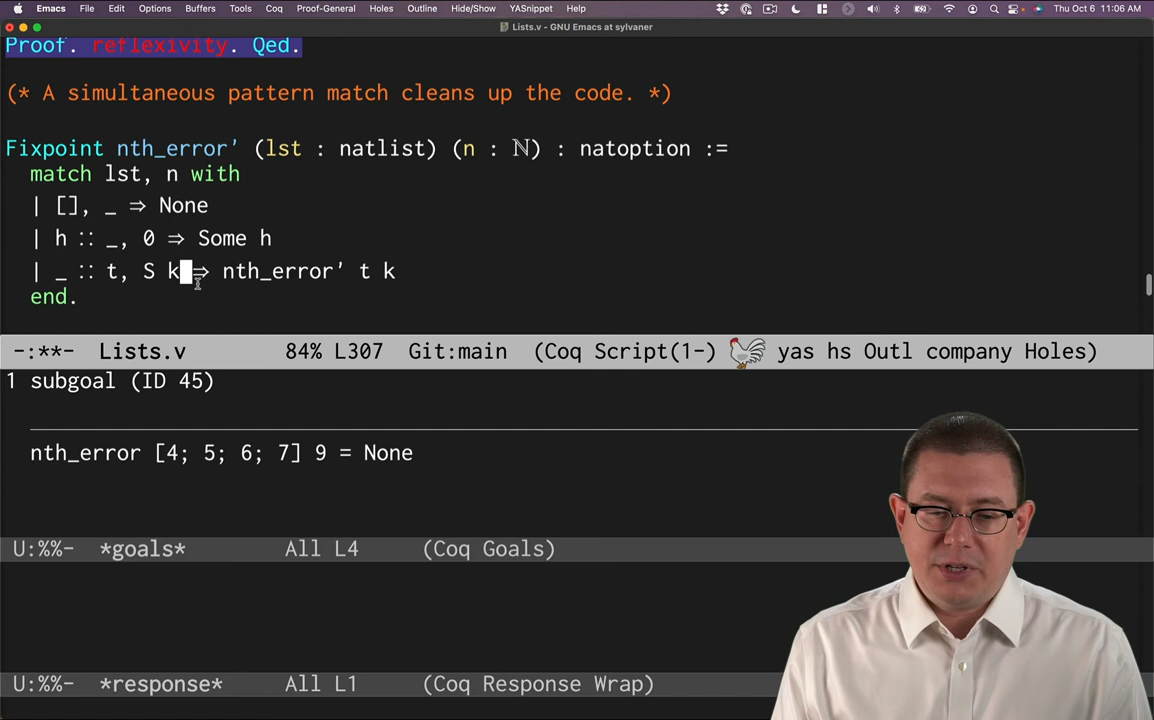 Emacs File Edit Options Buffers Tools Coq Proof-General Holes Outline Hide/Show YASnippet Help Thu Oct 6 11:06 AM
Lists.v - GNU Emacs at sylvaner
Proof. reflexivity. Qed.
(* A simultaneous pattern match cleans up the code. *)
Fixpoint nth_error' (lst : natlist) (n : ℕ) : natoption :=
match lst, n with
| [], _ ⇒ None
| h :: _, 0 ⇒ Some h
| _ :: t, S k ⇒ nth_error' t k
end.
-:**- Lists.v 84% L307 Git:main (Coq Script(1-) yas hs Outl company Holes)
1 subgoal (ID 45)
nth_error [4; 5; 6; 7] 9 = None
U:%%- *goals* All L4 (Coq Goals)
U:%%- *response* All L1 (Coq Response Wrap)